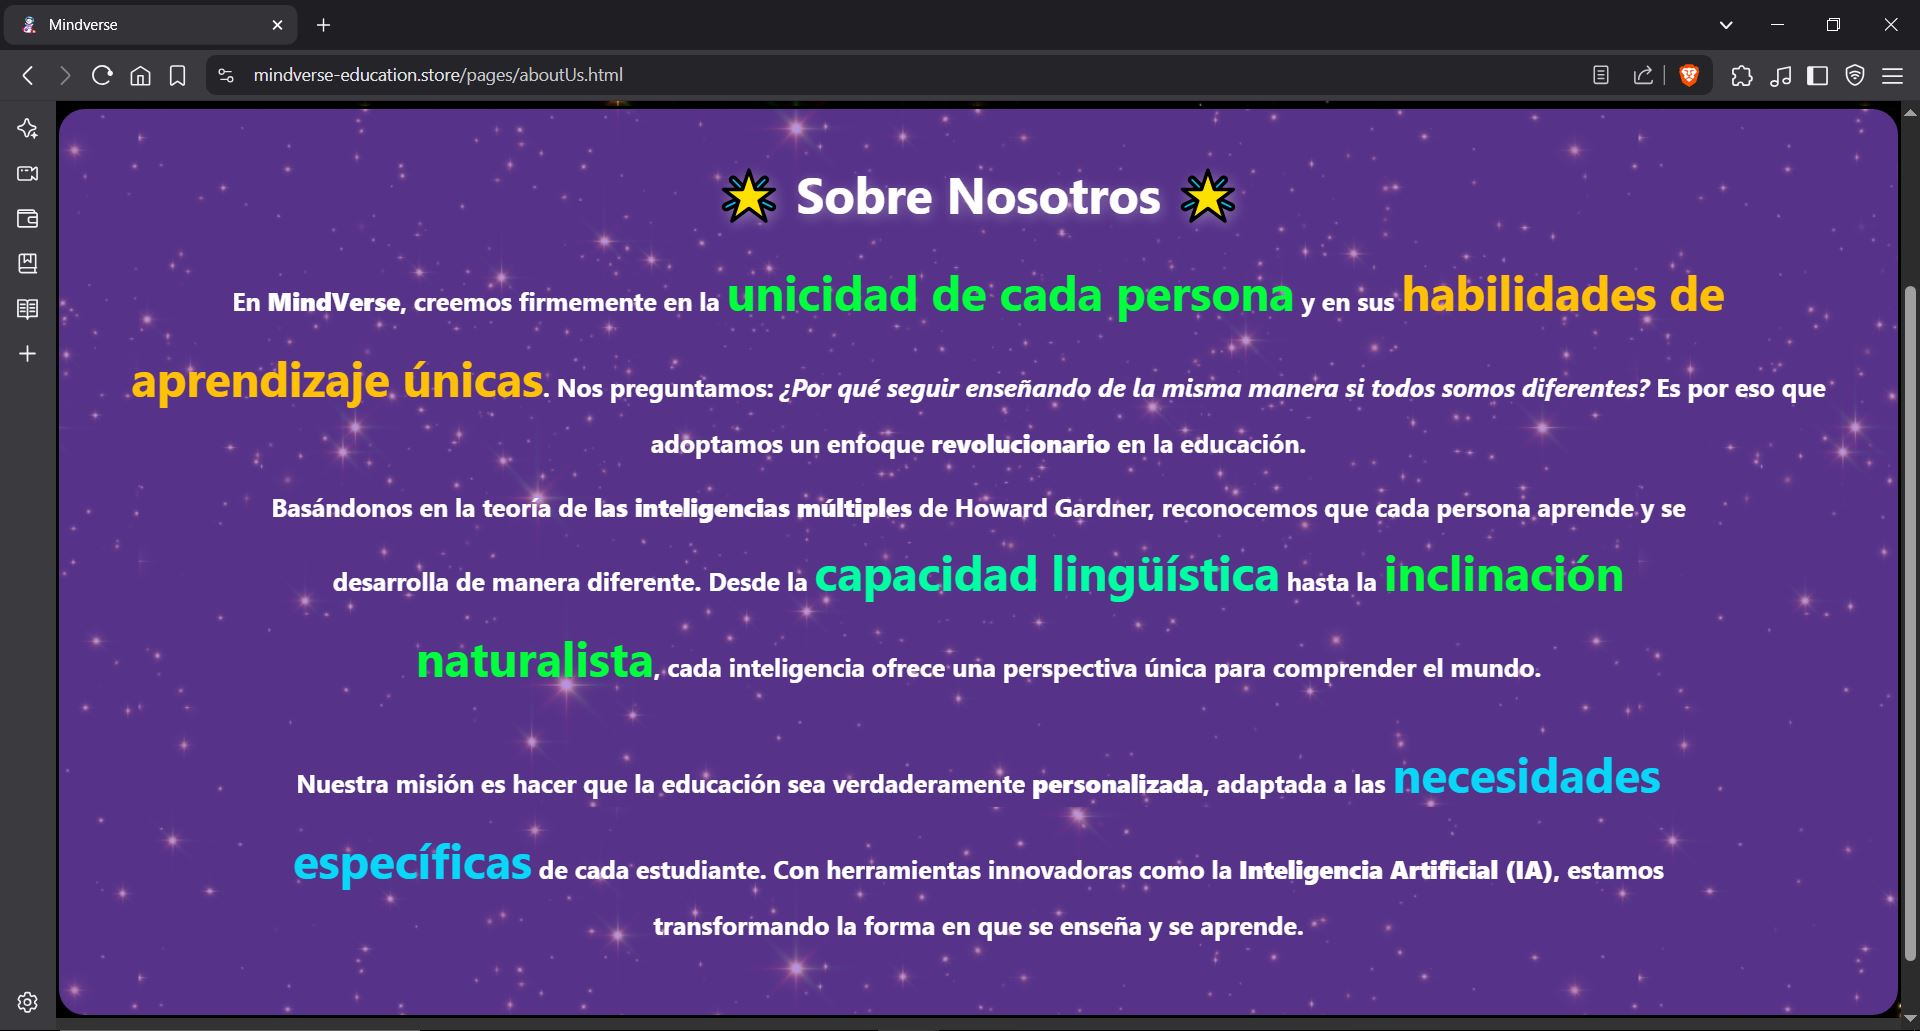 Mindverse
mindverse-education.store/pages/aboutUs.html
Sobre Nosotros
En MindVerse, creemos firmemente en la unicidad de cada persona y en sus habilidades de
aprendizaje únicas. Nos preguntamos: ¿Por qué seguir enseñando de la misma manera si todos somos diferentes? Es por eso que
adoptamos un enfoque revolucionario en la educación.
Basándonos en la teoría de las inteligencias múltiples de Howard Gardner, reconocemos que cada persona aprende y se
desarrolla de manera diferente. Desde la capacidad lingüística hasta la inclinación
naturalista, cada inteligencia ofrece una perspectiva única para comprender el mundo.
Nuestra misión es hacer que la educación sea verdaderamente personalizada, adaptada a las necesidades
específicas de cada estudiante. Con herramientas innovadoras como la Inteligencia Artificial (IA), estamos
transformando la forma en que se enseña y se aprende.